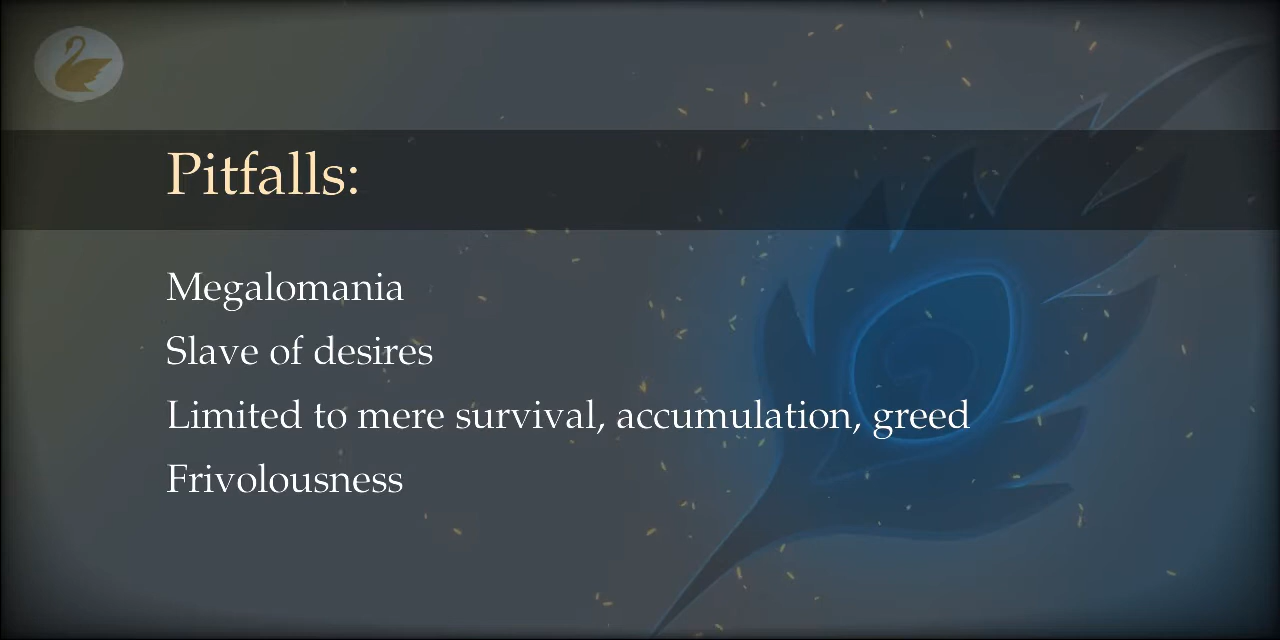 Pitfalls:
Megalomania
Slave of desires
Limited to mere survival, accumulation, greed
Frivolousness